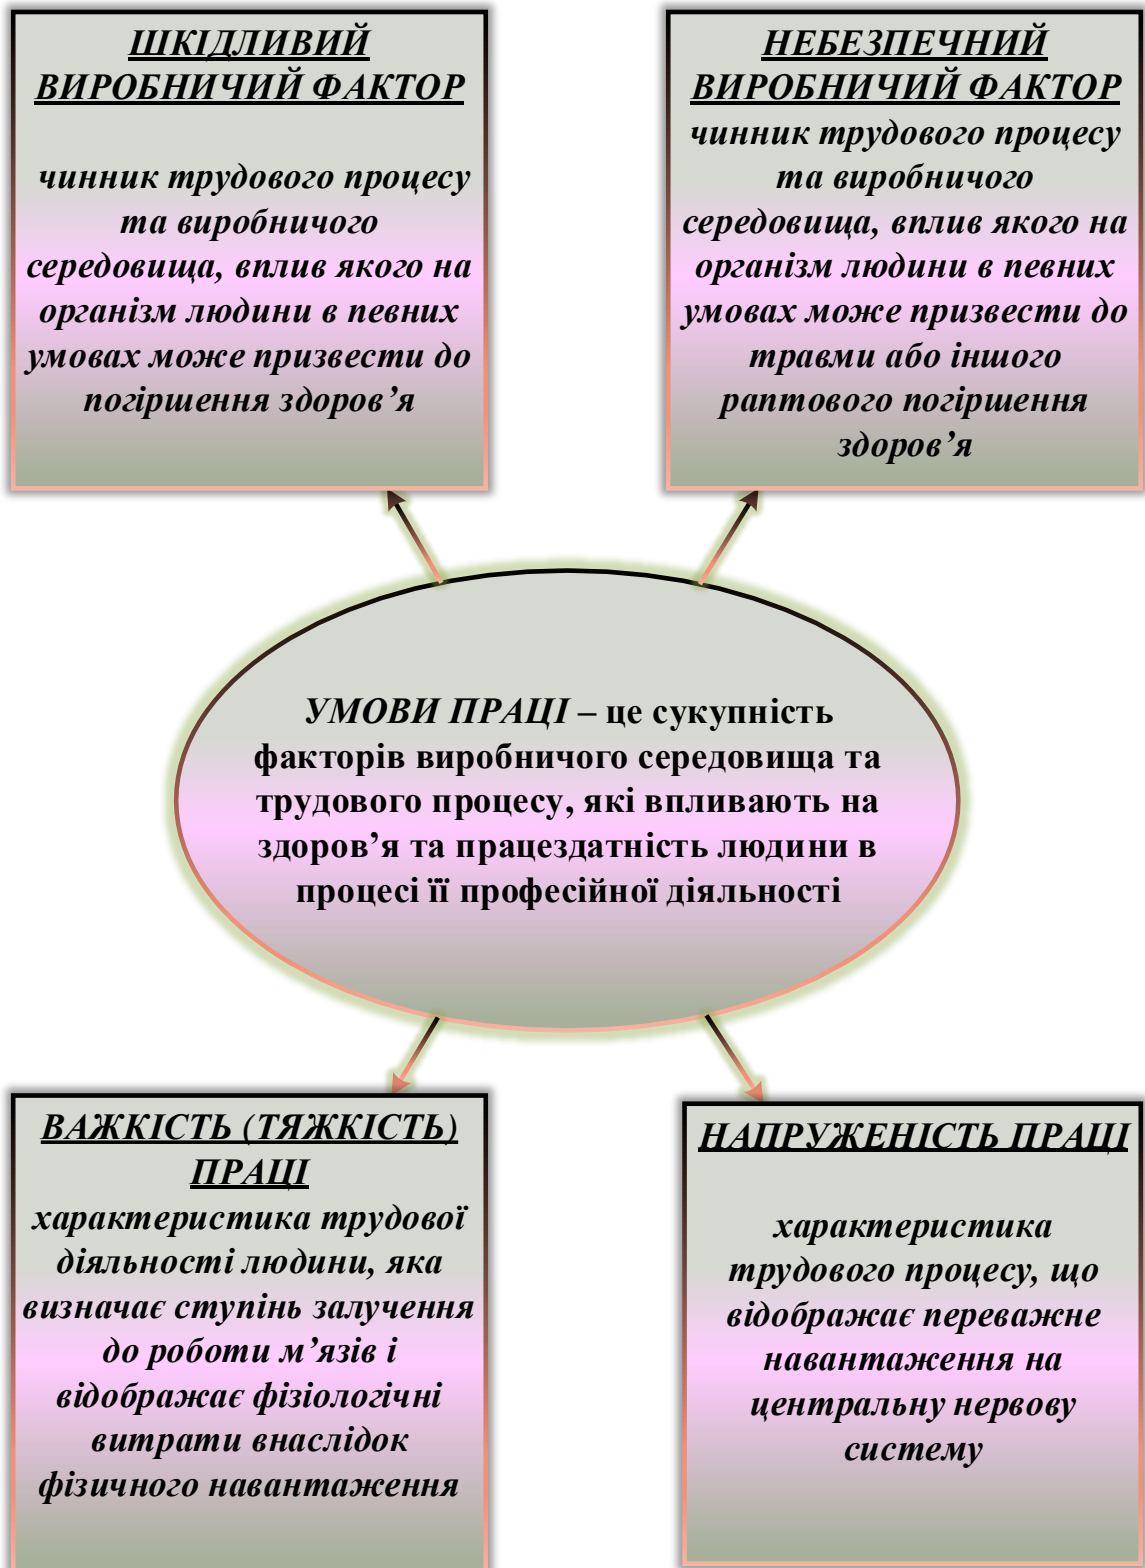 ШКІДЛИВИЙ
ВИРОБНИЧИЙ ФАКТОР
чинник трудового процесу
та виробничого
середовища, вплив якого на
організм людини в певних
умовах може призвести до
погіршення здоров’я
НЕБЕЗПЕЧНИЙ
ВИРОБНИЧИЙ ФАКТОР
чинник трудового процесу
та виробничого
середовища, вплив якого на
організм людини в певних
умовах може призвести до
травми або іншого
раптового погіршення
здоров’я
УМОВИ ПРАЦІ – це сукупність
факторів виробничого середовища та
трудового процесу, які впливають на
здоров’я та працездатність людини в
процесі її професійної діяльності
ВАЖКІСТЬ (ТЯЖКІСТЬ)
ПРАЦІ
характеристика трудової
діяльності людини, яка
визначає ступінь залучення
до роботи м’язів і
відображає фізіологічні
витрати внаслідок
фізичного навантаження
НАПРУЖЕНІСТЬ ПРАЦІ
характеристика
трудового процесу, що
відображає переважне
навантаження на
центральну нервову
систему